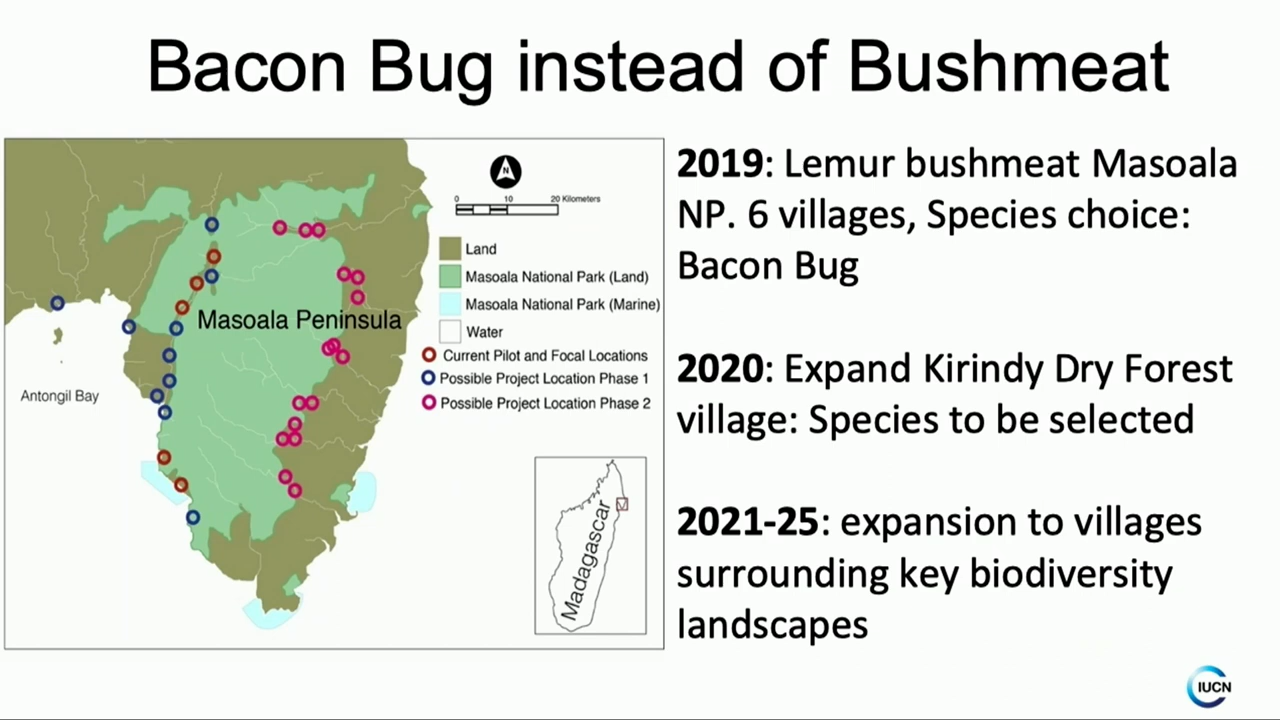 Bacon Bug instead of Bushmeat
N
0 10 20 Kilometers
Land
Masoala National Park (Land)
Masoala National Park (Marine)
Water
Current Pilot and Focal Locations
Possible Project Location Phase 1
Possible Project Location Phase 2
Masoala Peninsula
Antongil Bay
Madagascar
2019: Lemur bushmeat Masoala
NP. 6 villages, Species choice:
Bacon Bug
2020: Expand Kirindy Dry Forest
village: Species to be selected
2021-25: expansion to villages
surrounding key biodiversity
landscapes
IUCN